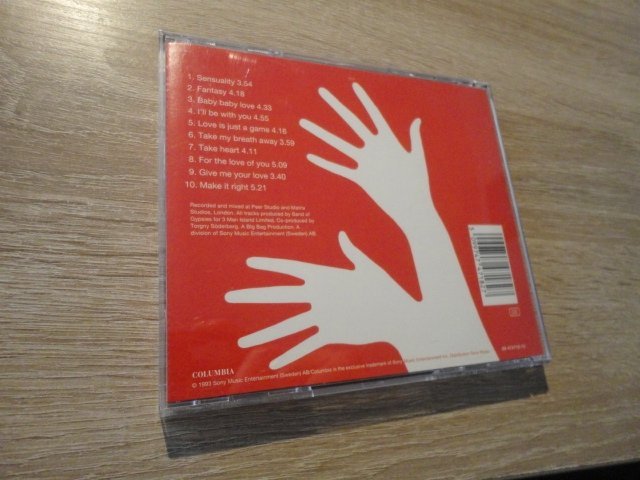 1. Sensuality 3.54
2. Fantasy 4.18
3. Baby baby love 4.33
4. I'll be with you 4.55
5. Love is just a game 4.16
6. Take my breath away 3.59
7. Take heart 4.11
8. For the love of you 5.09
9. Give me your love 3.40
10. Make it right 5.21
Recorded and mixed at Peer Studio and Matrix
Studios, London. All tracks produced by Band of
Gypsies for 3 Man Island Limited, Co-produced by
Torgny Söderberg. A Big Bag Production. A
division of Sony Music Entertainment (Sweden) AB.
COLUMBIA
© 1993 Sony Music Entertainment (Sweden) AB/Columbia is the exclusive trademark of Sony Music Entertainment Inc. Distribution Sony Music